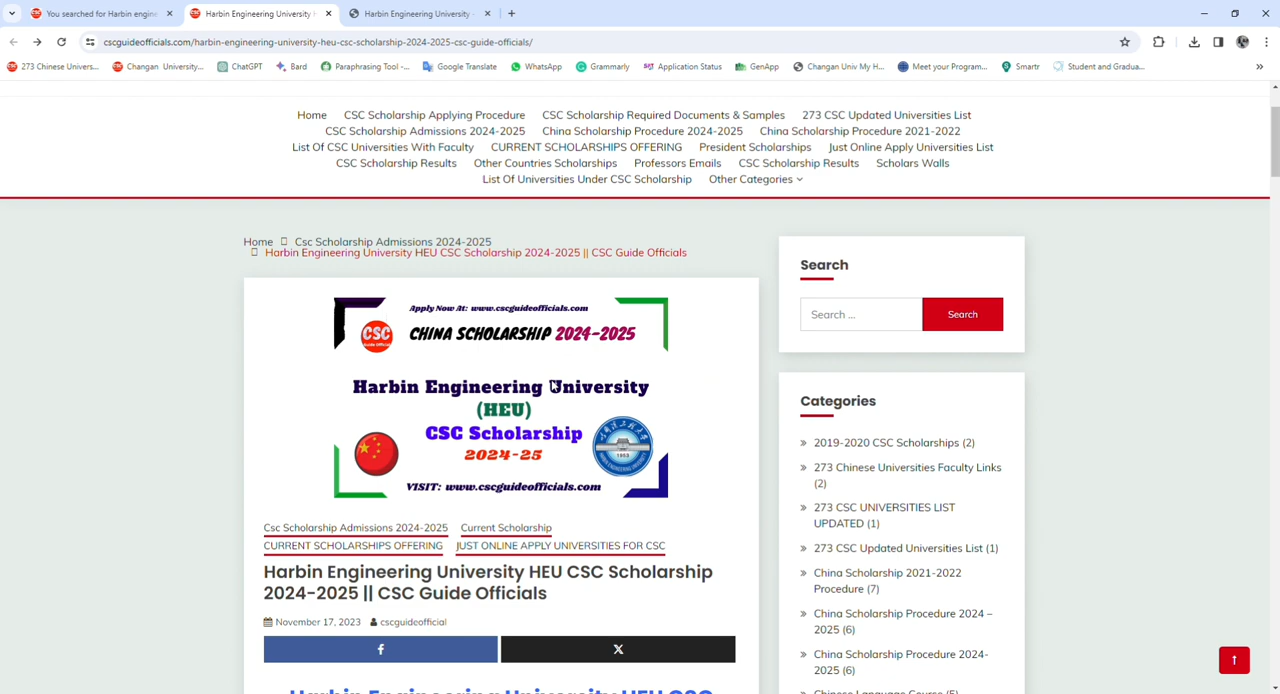 You searched for Harbin engine
Harbin Engineering University H
Harbin Engineering University -
cscguideofficials.com/harbin-engineering-university-heu-csc-scholarship-2024-2025-csc-guide-officials/
273 Chinese Univers... Changan University... ChatGPT Bard Paraphrasing Tool -... Google Translate WhatsApp Grammarly Application Status GenApp Changan Univ My H... Meet your Program... Smartr Student and Gradua...
Home CSC Scholarship Applying Procedure CSC Scholarship Required Documents & Samples 273 CSC Updated Universities List
CSC Scholarship Admissions 2024-2025 China Scholarship Procedure 2024-2025 China Scholarship Procedure 2021-2022
List Of CSC Universities With Faculty CURRENT SCHOLARSHIPS OFFERING President Scholarships Just Online Apply Universities List
CSC Scholarship Results Other Countries Scholarships Professors Emails CSC Scholarship Results Scholars Walls
List Of Universities Under CSC Scholarship Other Categories
Home Csc Scholarship Admissions 2024-2025
Harbin Engineering University HEU CSC Scholarship 2024-2025 || CSC Guide Officials
Apply Now At: www.cscguideofficials.com
CSC
Guide Official
CHINA SCHOLARSHIP 2024-2025
Harbin Engineering University
(HEU)
CSC Scholarship
2024-25
1953
VISIT: www.cscguideofficials.com
Csc Scholarship Admissions 2024-2025 Current Scholarship
CURRENT SCHOLARSHIPS OFFERING JUST ONLINE APPLY UNIVERSITIES FOR CSC
Harbin Engineering University HEU CSC Scholarship
2024-2025 || CSC Guide Officials
November 17, 2023 cscguideofficial
Harbin Engineering University HEU CSC
Search
Search ... Search
Categories
2019-2020 CSC Scholarships (2)
273 Chinese Universities Faculty Links
(2)
273 CSC UNIVERSITIES LIST
UPDATED (1)
273 CSC Updated Universities List (1)
China Scholarship 2021-2022
Procedure (7)
China Scholarship Procedure 2024 –
2025 (6)
China Scholarship Procedure 2024-
2025 (6)
Chinese Language Course (5)